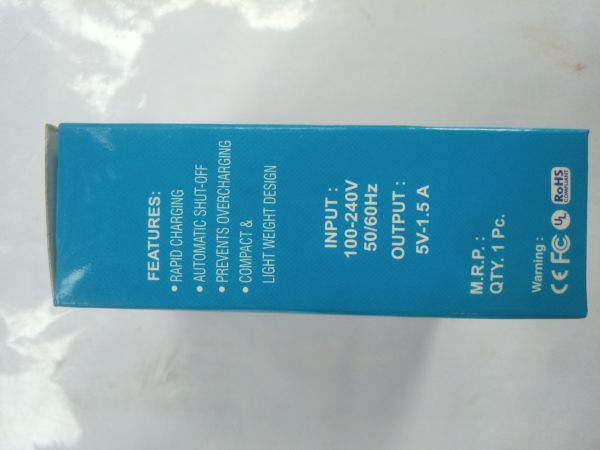 FEATURES:
• RAPID CHARGING
• AUTOMATIC SHUT-OFF
• PREVENTS OVERCHARGING
• COMPACT &
LIGHT WEIGHT DESIGN
INPUT :
100-240V
50/60Hz
OUTPUT :
5V-1.5 A
M.R.P. :
QTY. 1 Pc.
Warning :
CE FC UL RoHS
COMPLIANT